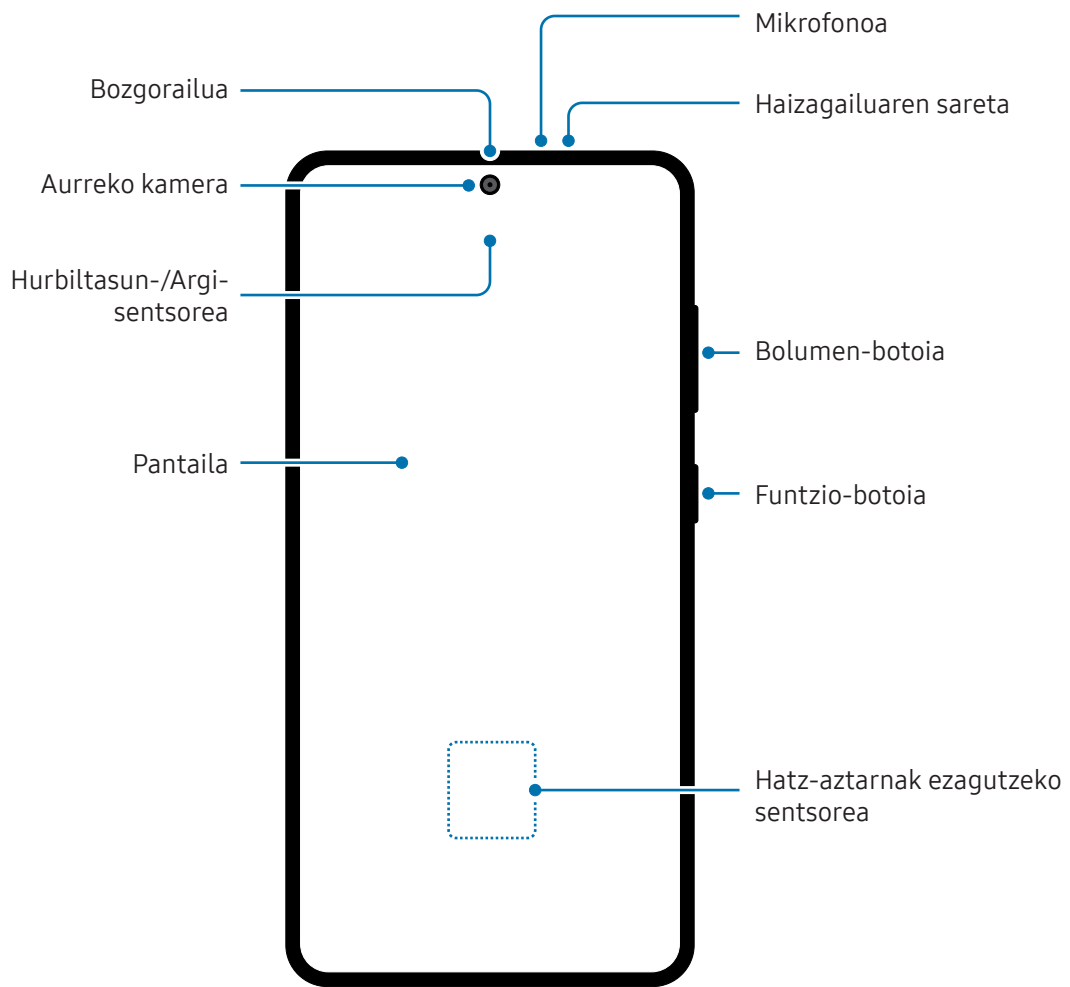 Mikrofonoa
Bozgorailua
Haizagailuaren sareta
Aurreko kamera
Hurbiltasun-/Argi-
sentsorea
Bolumen-botoia
Pantaila
Funtzio-botoia
Hatz-aztarnak ezagutzeko
sentsorea